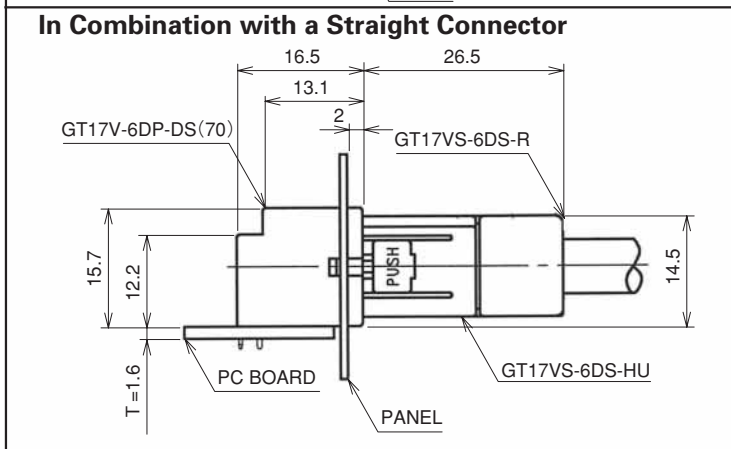 In Combination with a Straight Connector
16.5
26.5
13.1
2
GT17V-6DP-DS(70)
GT17VS-6DS-R
15.7
12.2
PUSH
14.5
T=1.6
PC BOARD
GT17VS-6DS-HU
PANEL